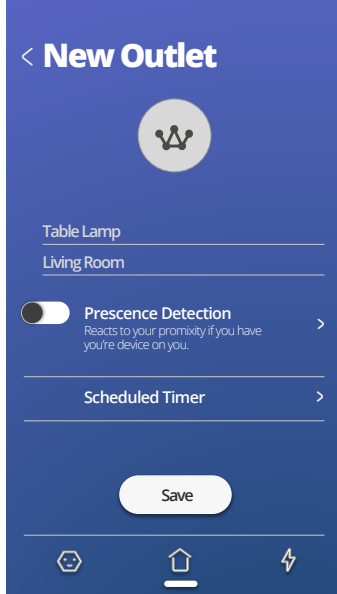 New Outlet
Table Lamp
Living Room
Prescence Detection
Reacts to your promixity if you have
you're device on you.
Scheduled Timer
Save